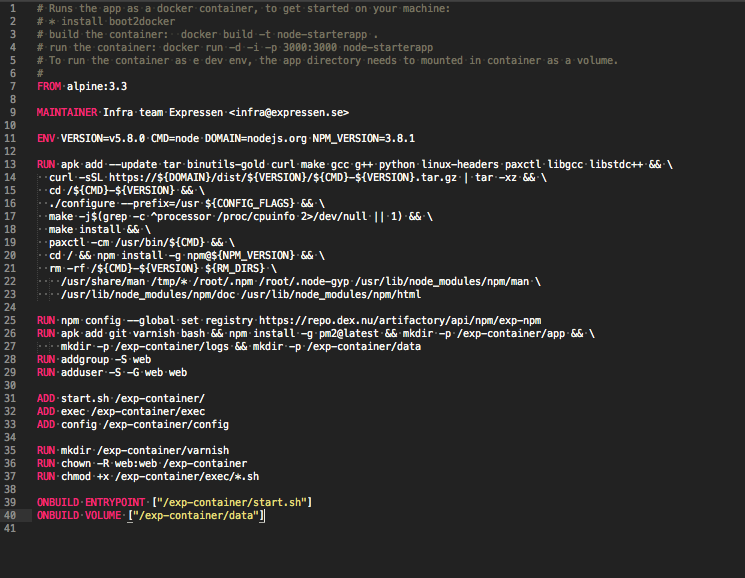 1 # Runs the app as a docker container, to get started on your machine:
2 # * install boot2docker
3 # build the container: docker build -t node-starterapp .
4 # run the container: docker run -d -i -p 3000:3000 node-starterapp
5 # To run the container as e dev env, the app directory needs to mounted in container as a volume.
6 #
7 FROM alpine:3.3
8
9 MAINTAINER Infra team Expressen <infra@expressen.se>
10
11 ENV VERSION=v5.8.0 CMD=node DOMAIN=nodejs.org NPM_VERSION=3.8.1
12
13 RUN apk add --update tar binutils-gold curl make gcc g++ python linux-headers paxctl libgcc libstdc++ && \
14   curl -sSL https://${DOMAIN}/dist/${VERSION}/${CMD}-${VERSION}.tar.gz | tar -xz && \
15   cd /${CMD}-${VERSION} && \
16   ./configure --prefix=/usr ${CONFIG_FLAGS} && \
17   make -j$(grep -c ^processor /proc/cpuinfo 2>/dev/null || 1) && \
18   make install && \
19   paxctl -cm /usr/bin/${CMD} && \
20   cd / && npm install -g npm@${NPM_VERSION} && \
21   rm -rf /${CMD}-${VERSION} ${RM_DIRS} \
22     /usr/share/man /tmp/* /root/.npm /root/.node-gyp /usr/lib/node_modules/npm/man \
23     /usr/lib/node_modules/npm/doc /usr/lib/node_modules/npm/html
24
25 RUN npm config --global set registry https://repo.dex.nu/artifactory/api/npm/exp-npm
26 RUN apk add git varnish bash && npm install -g pm2@latest && mkdir -p /exp-container/app && \
27     mkdir -p /exp-container/logs && mkdir -p /exp-container/data
28 RUN addgroup -S web
29 RUN adduser -S -G web web
30
31 ADD start.sh /exp-container/
32 ADD exec /exp-container/exec
33 ADD config /exp-container/config
34
35 RUN mkdir /exp-container/varnish
36 RUN chown -R web:web /exp-container
37 RUN chmod +x /exp-container/exec/*.sh
38
39 ONBUILD ENTRYPOINT ["/exp-container/start.sh"]
40 ONBUILD VOLUME ["/exp-container/data"]
41